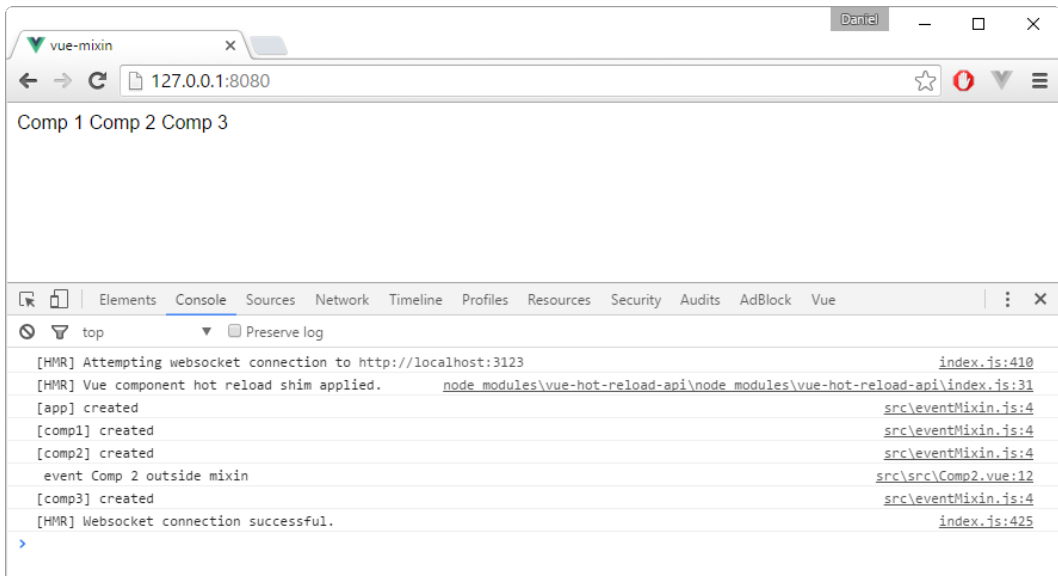 Daniel
vue-mixin
127.0.0.1:8080
Comp 1 Comp 2 Comp 3
Elements Console Sources Network Timeline Profiles Resources Security Audits AdBlock Vue
top Preserve log
[HMR] Attempting websocket connection to http://localhost:3123 index.js:410
[HMR] Vue component hot reload shim applied. node_modules\vue-hot-reload-api\node_modules\vue-hot-reload-api\index.js:31
[app] created src\eventMixin.js:4
[comp1] created src\eventMixin.js:4
[comp2] created src\eventMixin.js:4
event Comp 2 outside mixin src\src\Comp2.vue:12
[comp3] created src\eventMixin.js:4
[HMR] Websocket connection successful. index.js:425